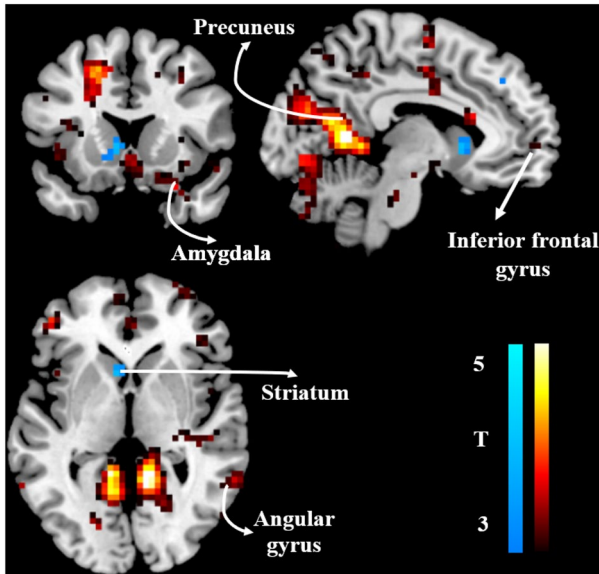 Precuneus
Amygdala
Inferior frontal
gyrus
Striatum
5
T
3
Angular
gyrus